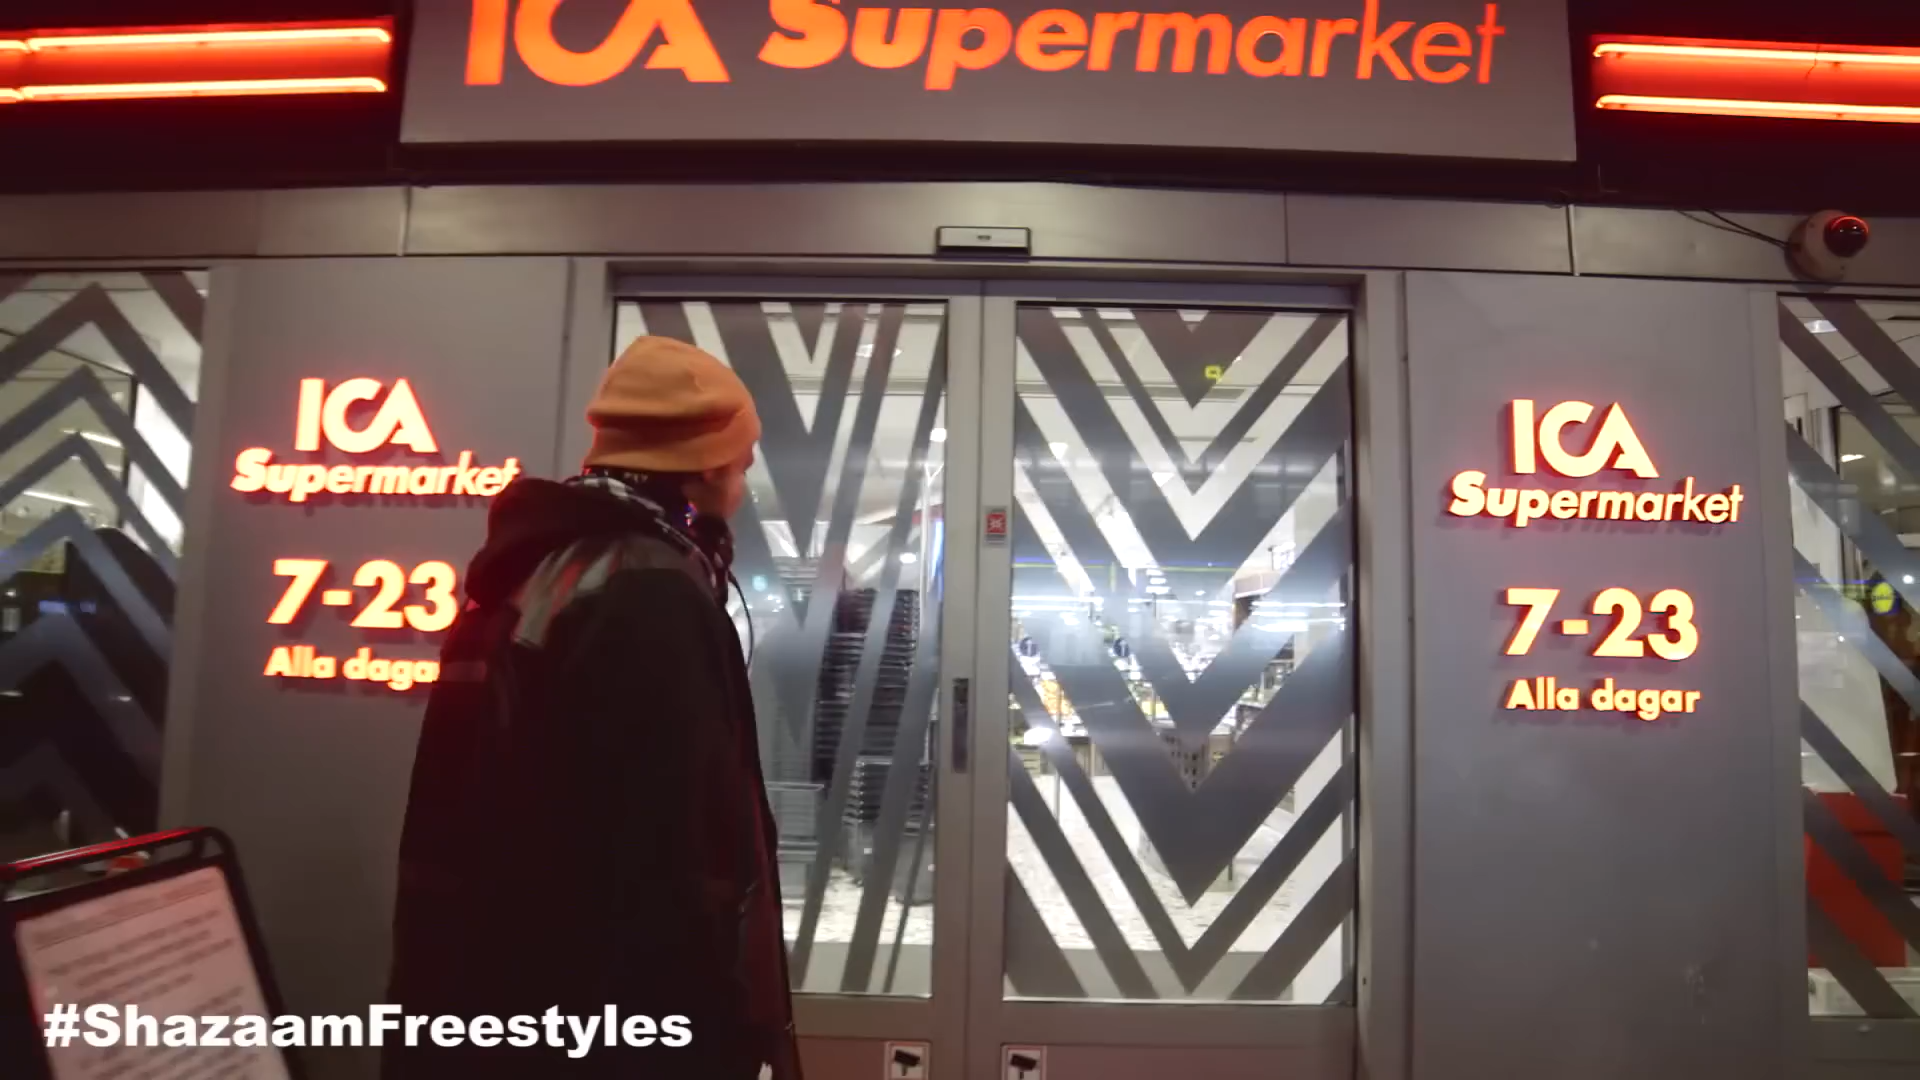 ICA Supermarket
ICA
Supermarket
7-23
Alla dagar
ICA
Supermarket
7-23
Alla dagar
#ShazaamFreestyles